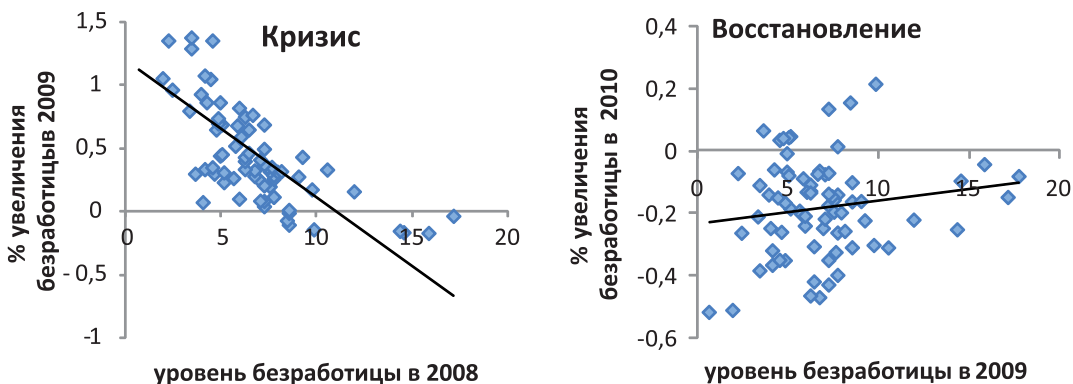 Кризис
% увеличения
безработицыв 2009
1,5
1
0,5
0
- 0,5
-1
0
5
10
15
20
уровень безработицы в 2008
Восстановление
% увеличения
безработицы в 2010
0,4
0,2
0
-0,2
-0,4
-0,6
0
5
10
15
20
уровень безработицы в 2009